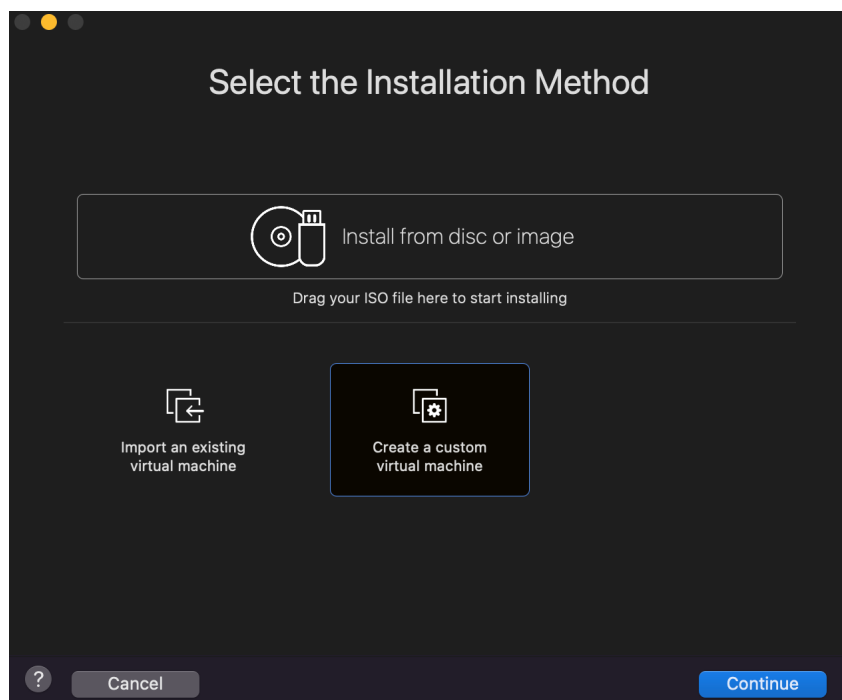 Select the Installation Method
Install from disc or image
Drag your ISO file here to start installing
Import an existing
virtual machine
Create a custom
virtual machine
?
Cancel
Continue